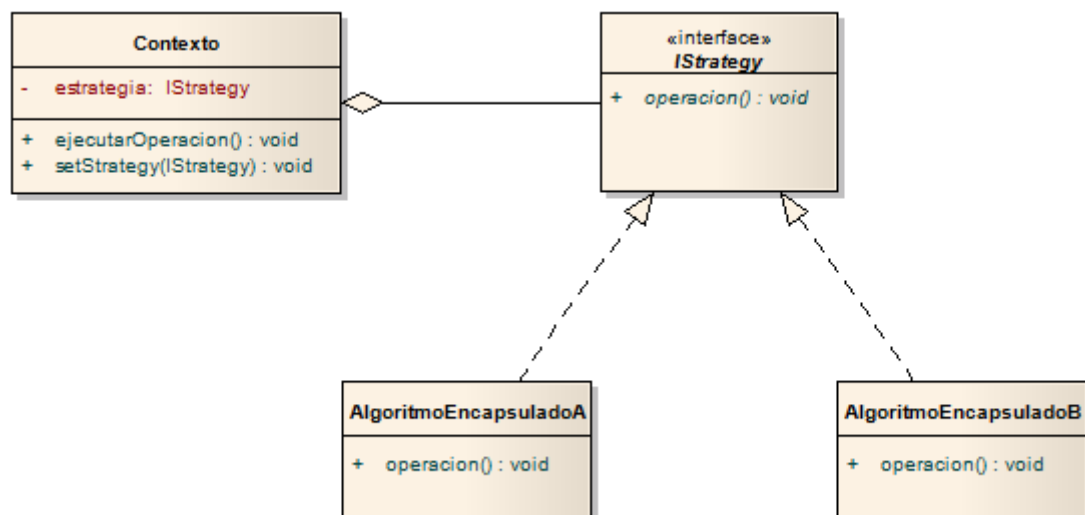 Contexto
- estrategia: IStrategy
+ ejecutarOperacion() : void
+ setStrategy(IStrategy) : void
«interface»
IStrategy
+ operacion() : void
AlgoritmoEncapsuladoA
+ operacion() : void
AlgoritmoEncapsuladoB
+ operacion() : void